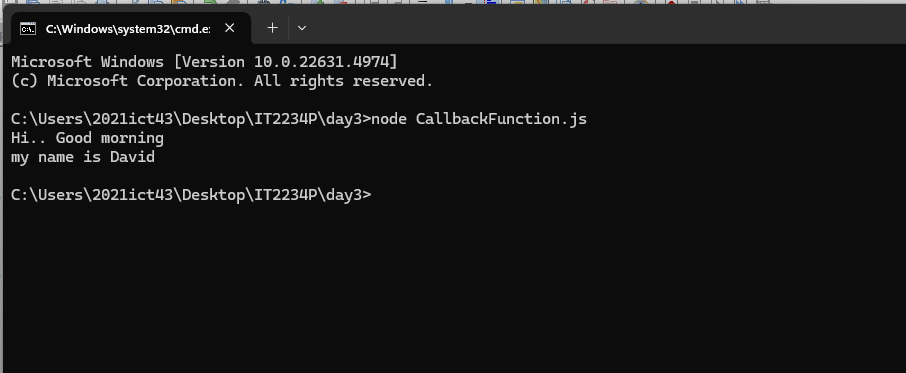 C:\Windows\system32\cmd.e:
Microsoft Windows [Version 10.0.22631.4974]
(c) Microsoft Corporation. All rights reserved.
C:\Users\2021ict43\Desktop\IT2234P\day3>node CallbackFunction.js
Hi.. Good morning
my name is David
C:\Users\2021ict43\Desktop\IT2234P\day3>